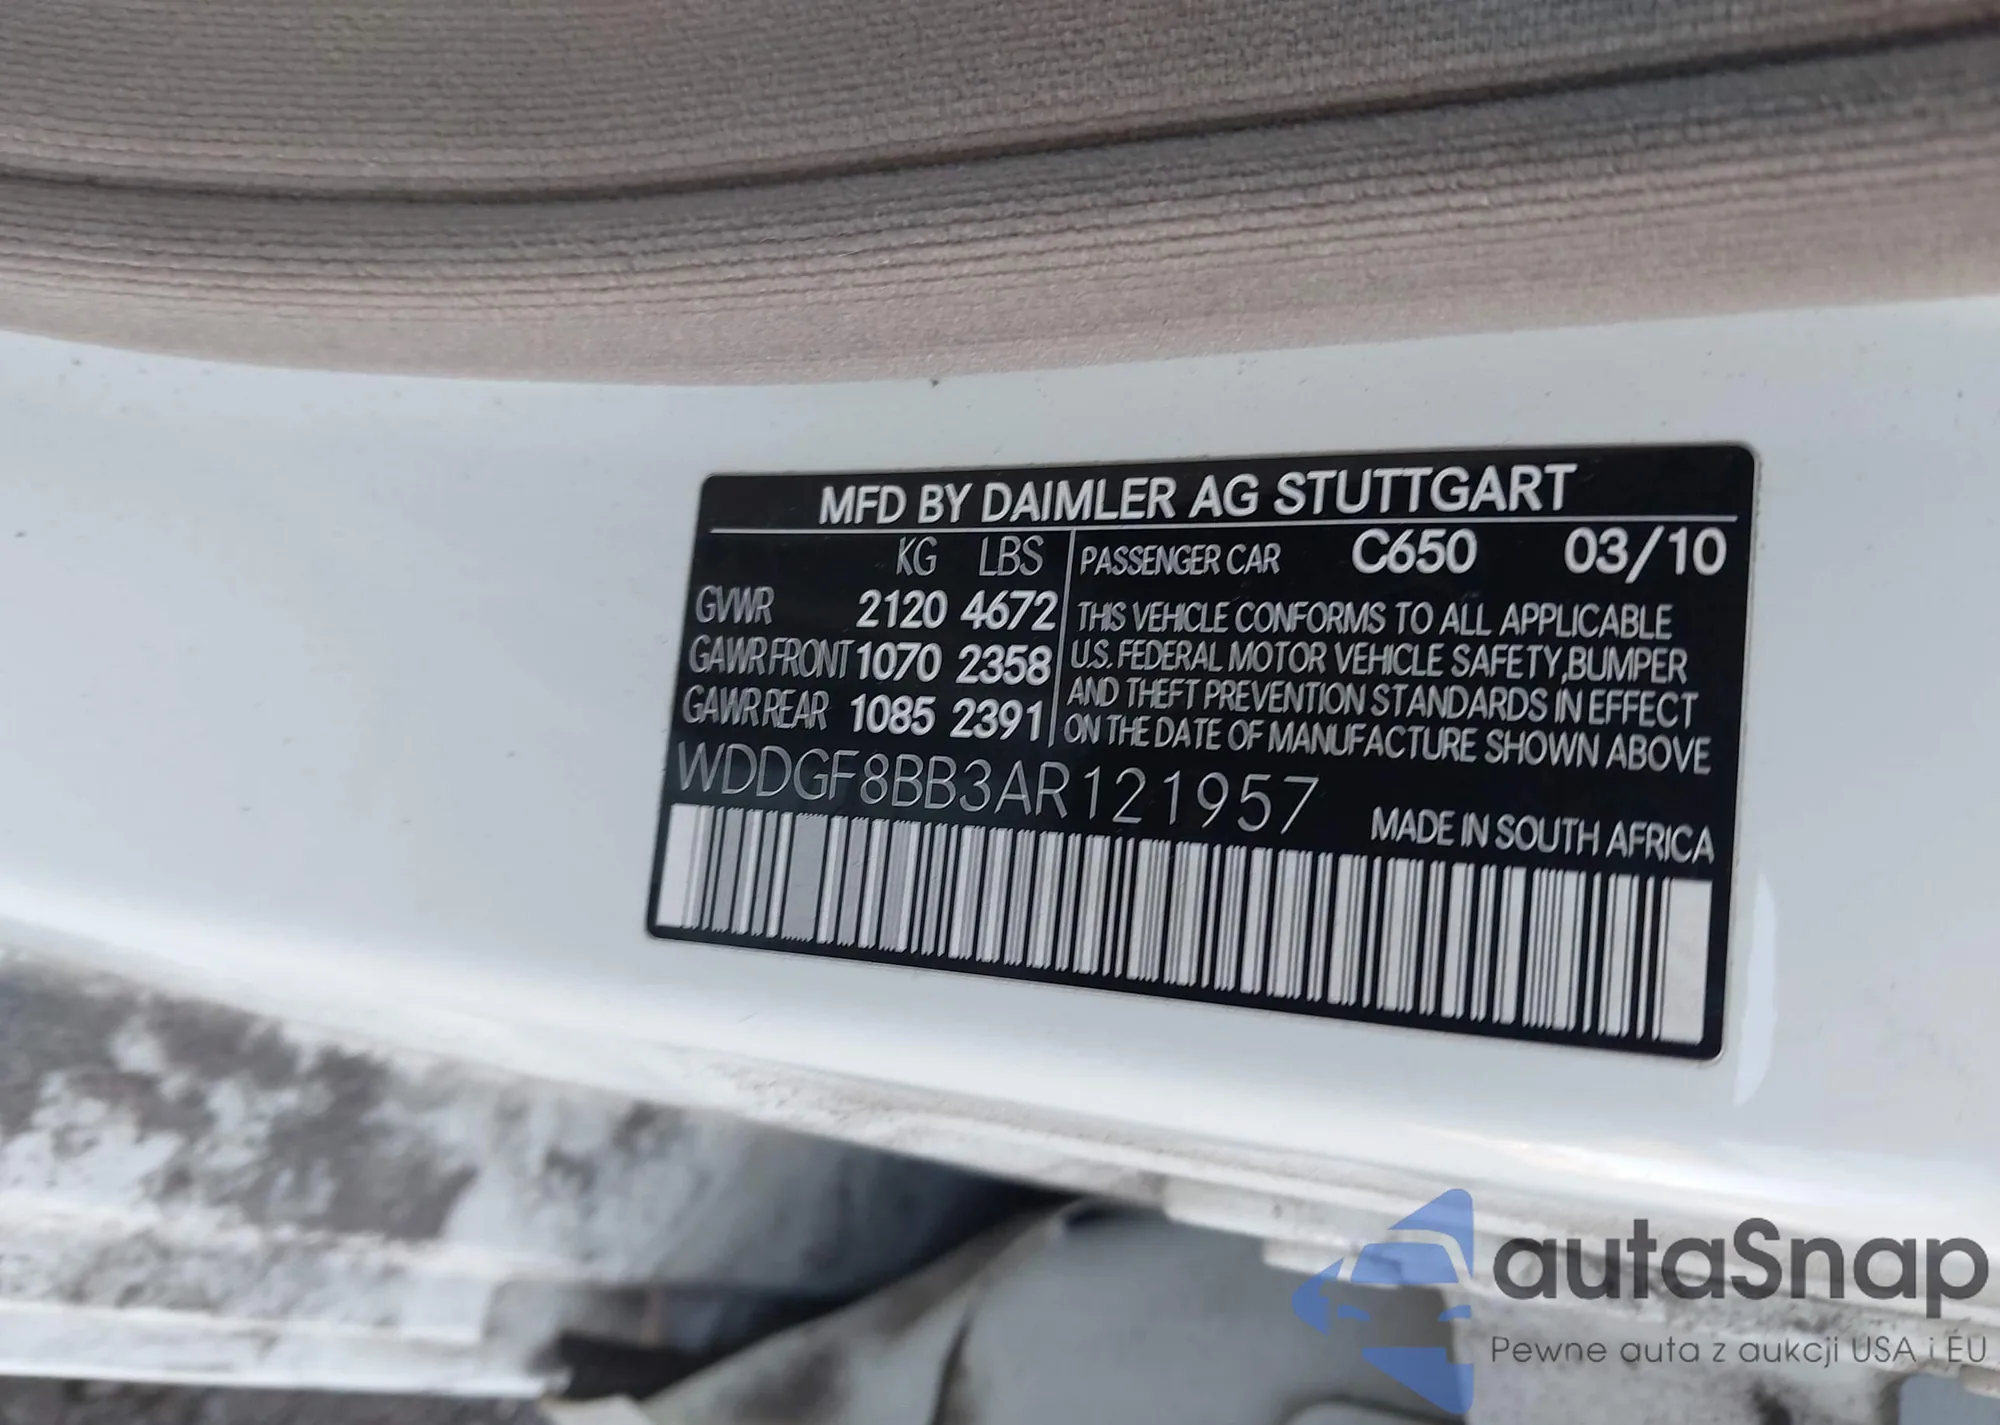 MFD BY DAIMLER AG STUTTGART
KG LBS
GVWR 2120 4672
GAWR FRONT 1070 2358
GAWR REAR 1085 2391
PASSENGER CAR C650 03/10
THIS VEHICLE CONFORMS TO ALL APPLICABLE
U.S. FEDERAL MOTOR VEHICLE SAFETY,BUMPER
AND THEFT PREVENTION STANDARDS IN EFFECT
ON THE DATE OF MANUFACTURE SHOWN ABOVE
WDDGF8BB3AR121957
MADE IN SOUTH AFRICA
autaSnap
Pewne auta z aukcji USA i EU